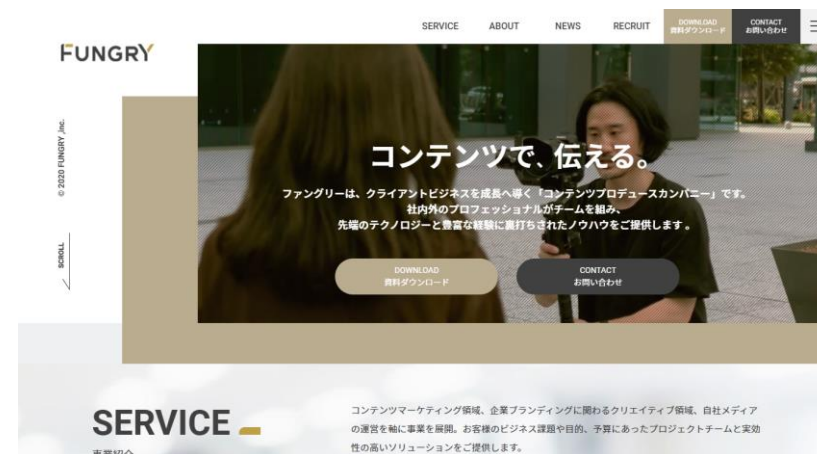 SERVICE ABOUT NEWS RECRUIT
DOWNLOAD
資料ダウンロード
CONTACT
お問い合わせ
FUNGRY
© 2020 FUNGRY ,inc.
SCROLL
コンテンツで、伝える。
ファングリーは、クライアントビジネスを成長へ導く「コンテンツプロデュースカンパニー」です。
社内外のプロフェッショナルがチームを組み、
先端のテクノロジーと豊富な経験に裏打ちされたノウハウをご提供します。
DOWNLOAD
資料ダウンロード
CONTACT
お問い合わせ
SERVICE
事業紹介
コンテンツマーケティング領域、企業ブランディングに関わるクリエイティブ領域、自社メディア
の運営を軸に事業を展開。お客様のビジネス課題や目的、予算にあったプロジェクトチームと実効
性の高いソリューションをご提供します。